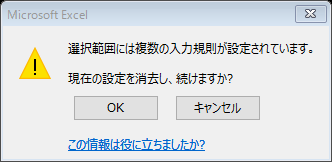 Microsoft Excel
選択範囲には複数の入力規則が設定されています。
現在の設定を消去し、続けますか?
OK
キャンセル
この情報は役に立ちましたか?